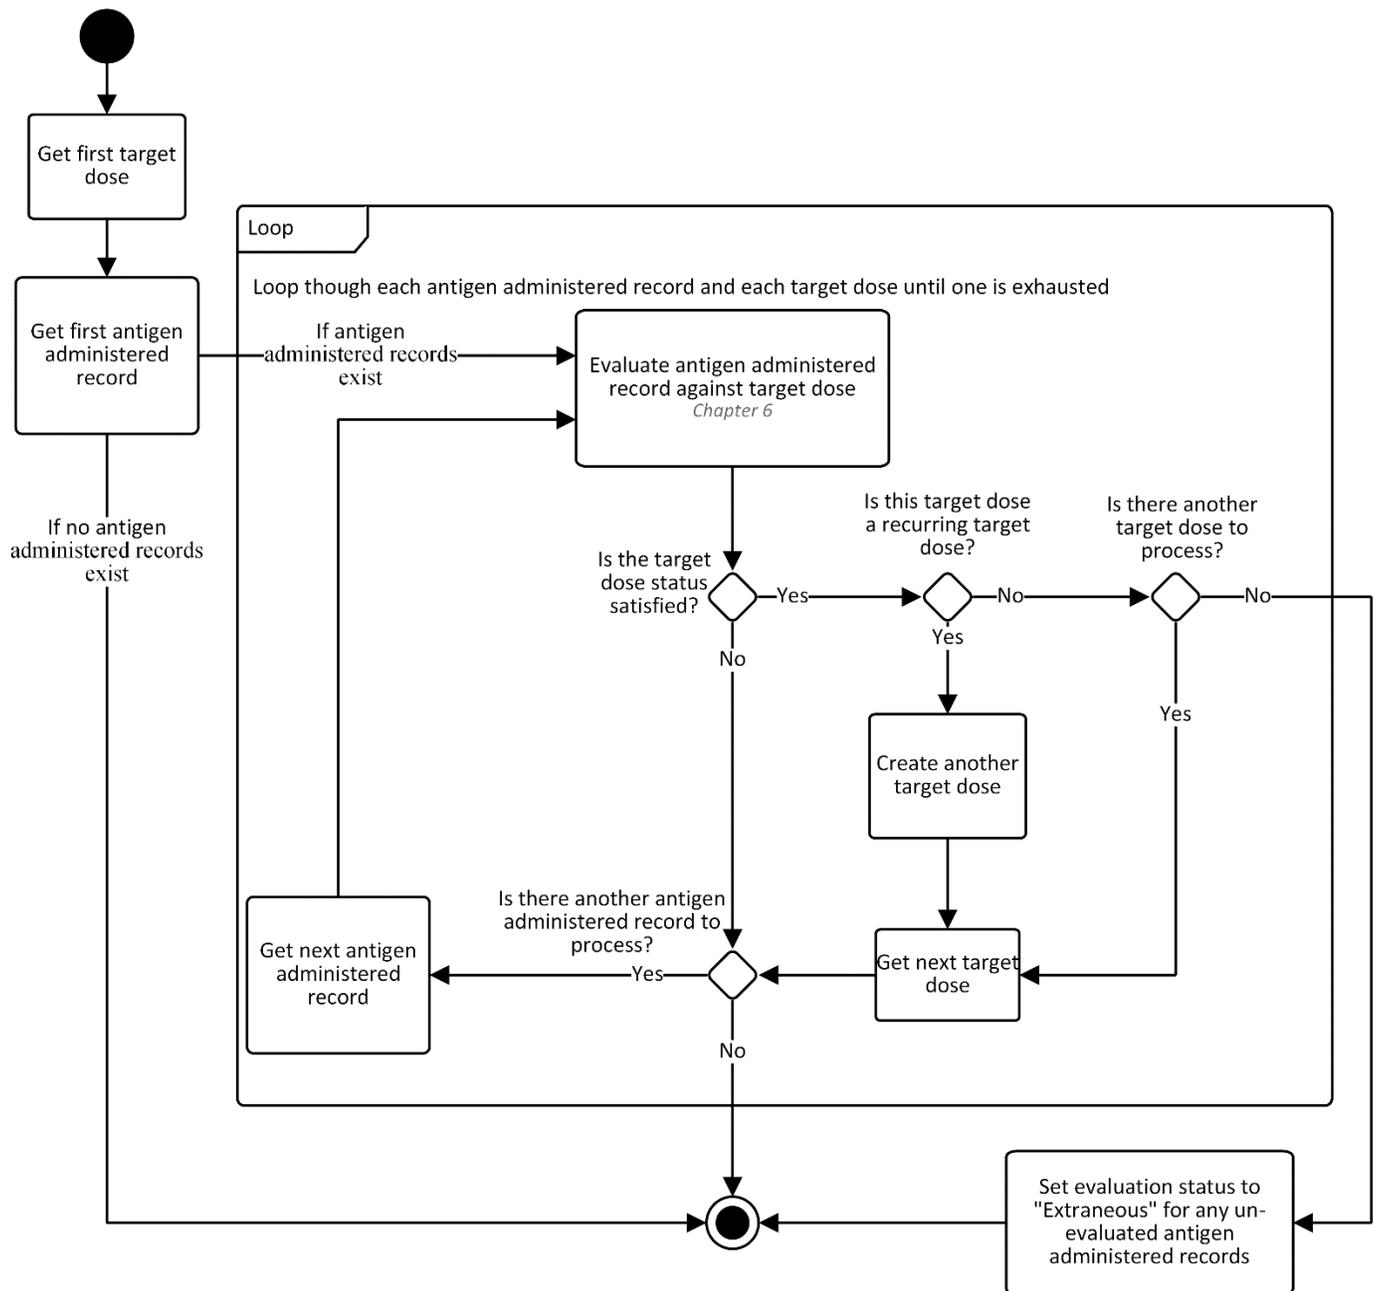 Get first target
dose
Loop
Loop though each antigen administered record and each target dose until one is exhausted
Get first antigen
administered
record
If antigen
administered records
exist
Evaluate antigen administered
record against target dose
Chapter 6
If no antigen
administered records
exist
Is the target
dose status
satisfied?
Yes
Is this target dose
a recurring target
dose?
No
Is there another
target dose to
process?
No
No
Yes
Yes
Create another
target dose
Is there another antigen
administered record to
process?
Get next antigen
administered
record
Yes
Get next target
dose
No
Set evaluation status to
"Extraneous" for any un-
evaluated antigen
administered records